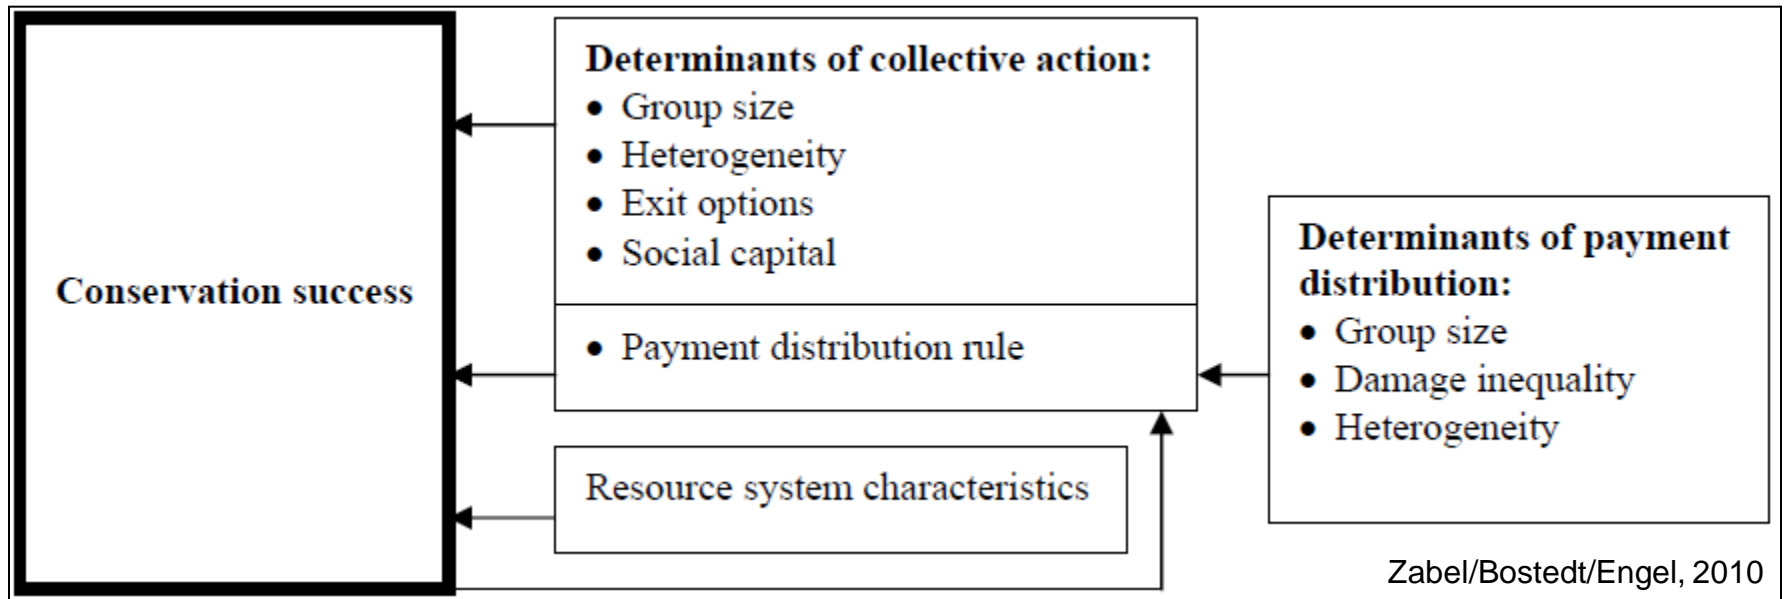 Conservation success
Determinants of collective action:
• Group size
• Heterogeneity
• Exit options
• Social capital
• Payment distribution rule
Resource system characteristics
Determinants of payment
distribution:
• Group size
• Damage inequality
• Heterogeneity
Zabel/Bostedt/Engel, 2010